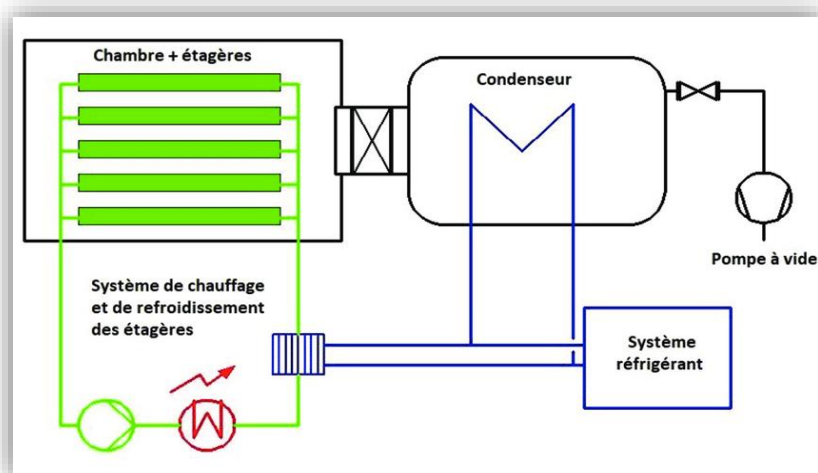 Chambre + étagères
Condenseur
Pompe à vide
Système de chauffage
et de refroidissement
des étagères
Système
réfrigérant